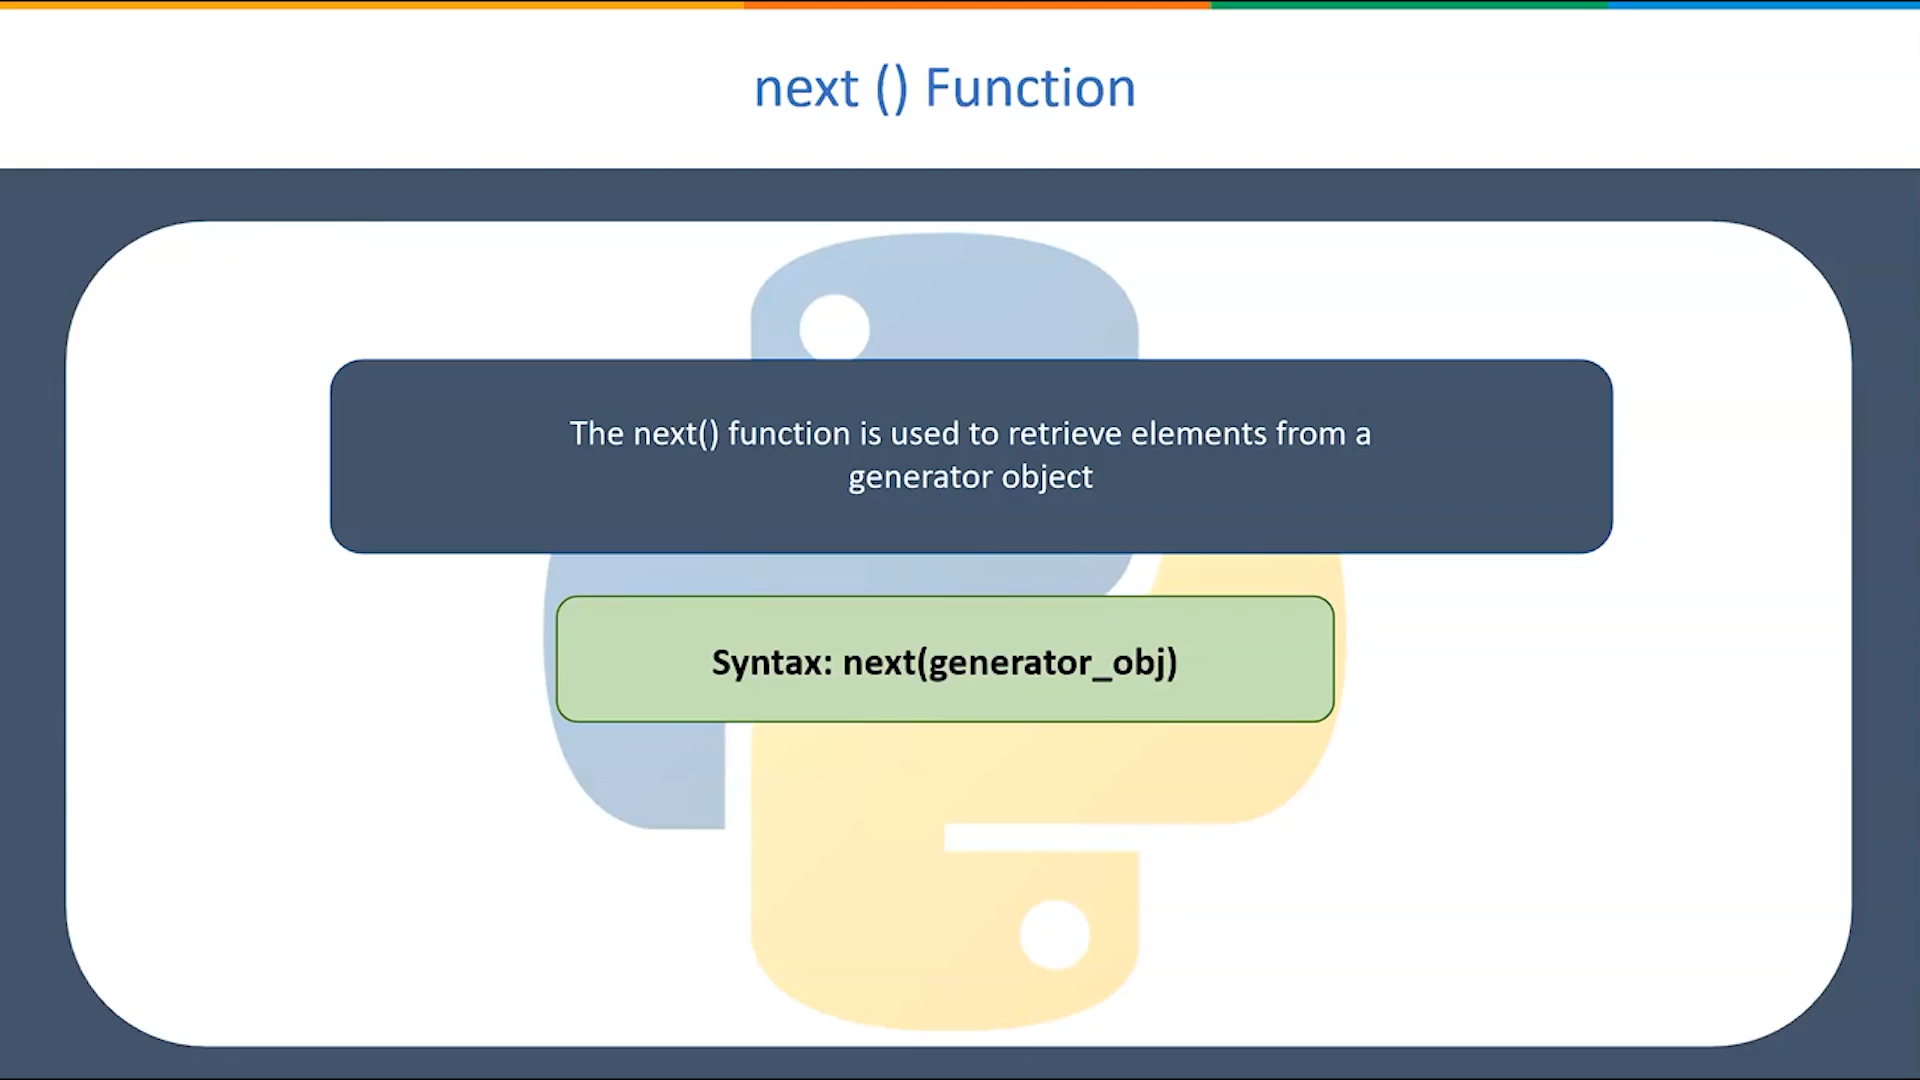 next () Function
The next() function is used to retrieve elements from a
generator object
Syntax: next(generator_obj)